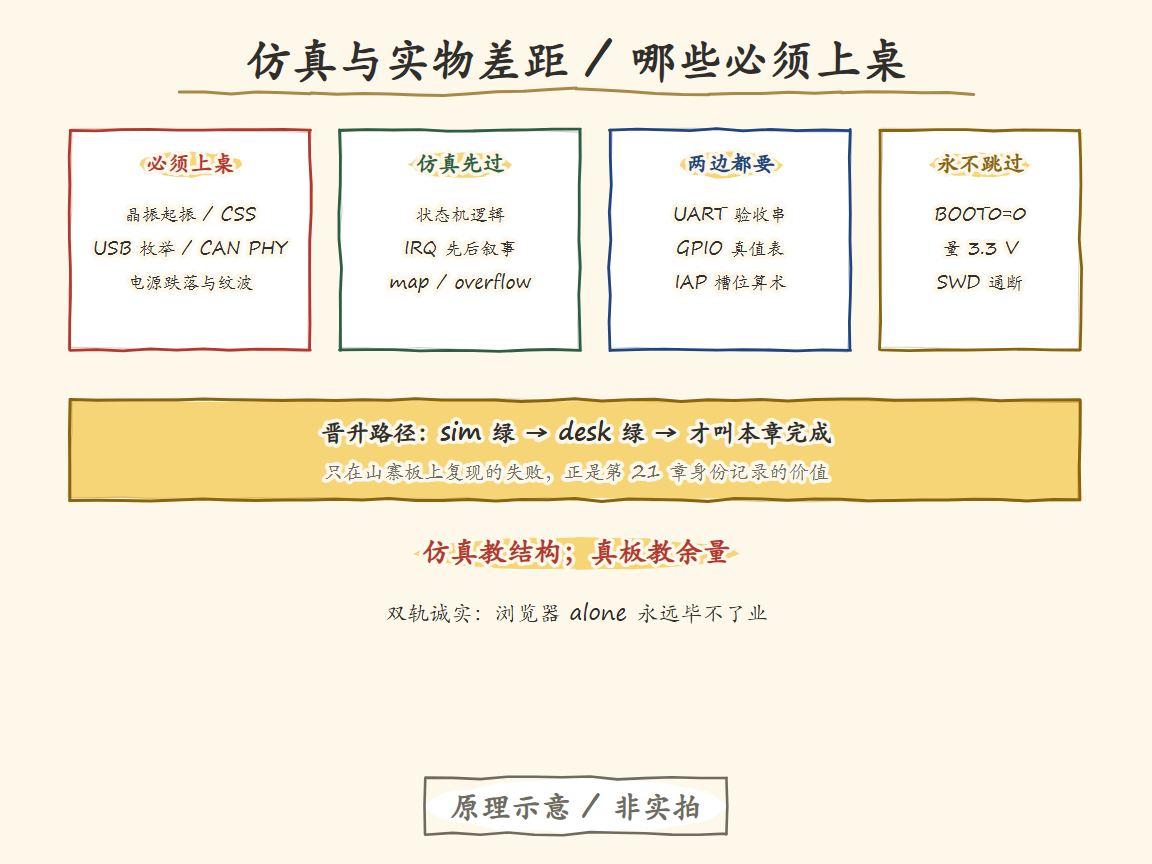 仿真与实物差距 / 哪些必须上桌
必须上桌
晶振起振 / CSS
USB 枚举 / CAN PHY
电源跌落与纹波
仿真先过
状态机逻辑
IRQ 先后叙事
map / overflow
两边都要
UART 验收串
GPIO 真值表
IAP 槽位算术
永不跳过
BOOT0=0
量 3.3 V
SWD 通断
晋升路径：sim 绿 → desk 绿 → 才叫本章完成
只在山寨板上复现的失败，正是第 21 章身份记录的价值
仿真教结构；真板教余量
双轨诚实：浏览器 alone 永远毕不了业
原理示意 / 非实拍